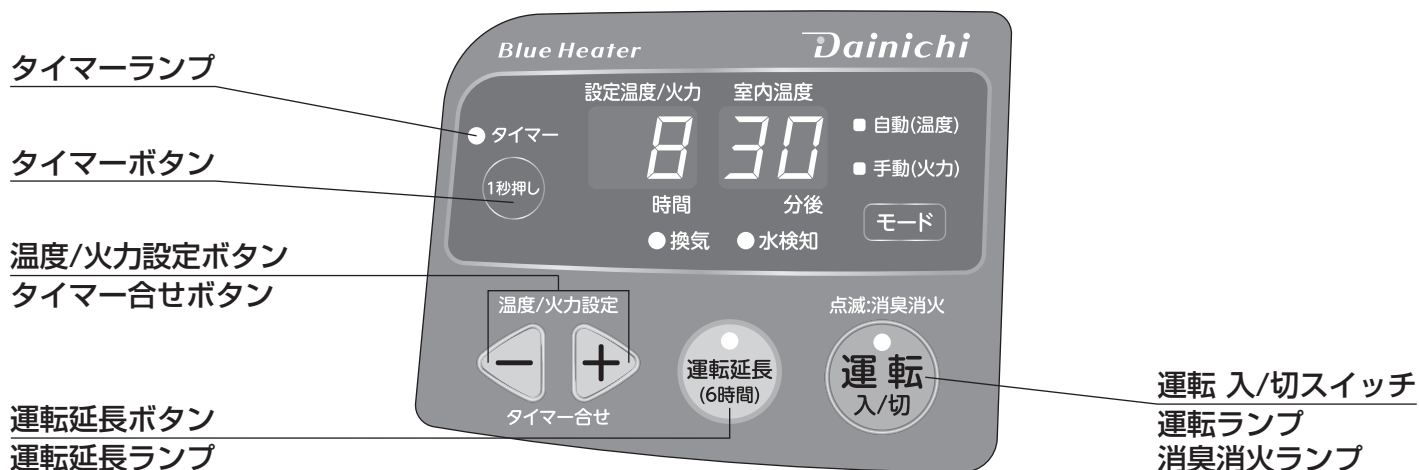 Blue Heater
Dainichi
タイマーランプ
設定温度/火力 室内温度
タイマー
8 30
自動(温度)
手動(火力)
タイマーボタン
1秒押し
時間 分後
モード
換気 水検知
温度/火力設定ボタン
タイマー合せボタン
温度/火力設定
点滅:消臭消火
− +
運転延長
(6時間)
運転
入/切
タイマー合せ
運転延長ボタン
運転延長ランプ
運転 入/切スイッチ
運転ランプ
消臭消火ランプ